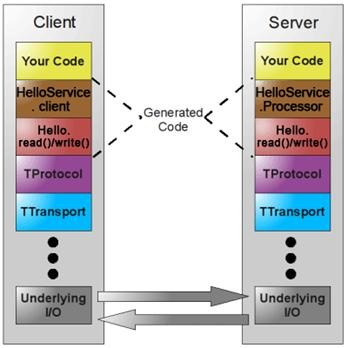 Client
Your Code
HelloService
.client
Hello.
read()/write()
TProtocol
TTransport
Underlying
I/O
Generated
Code
Server
Your Code
HelloService
.Processor
Hello.
read()/write()
TProtocol
TTransport
Underlying
I/O